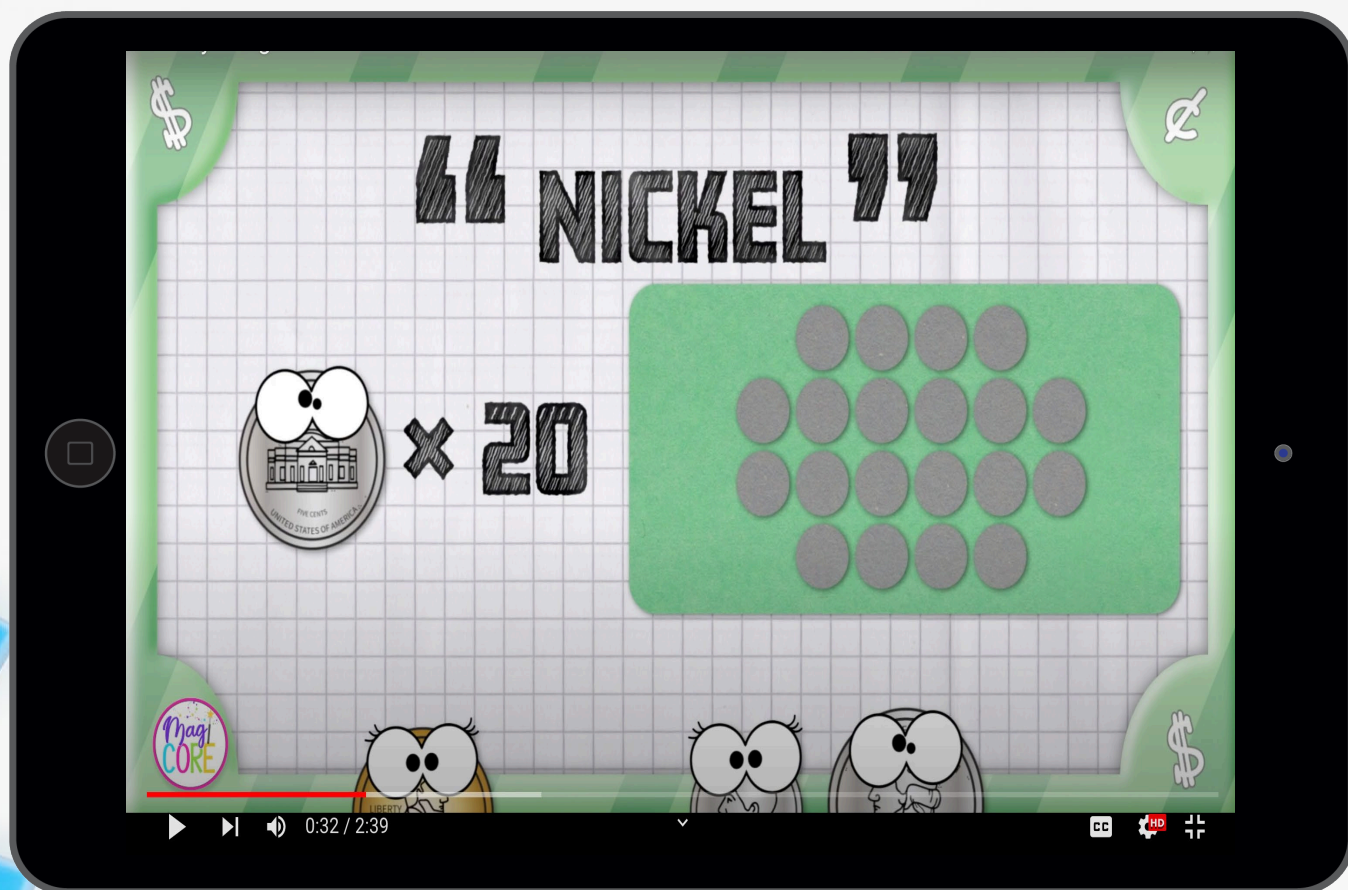 $
¢
“ NICKEL ”
× 20
FIVE CENTS
UNITED STATES OF AMERICA
Magi
CORE
$
LIBERTY
0:32 / 2:39
CC
HD